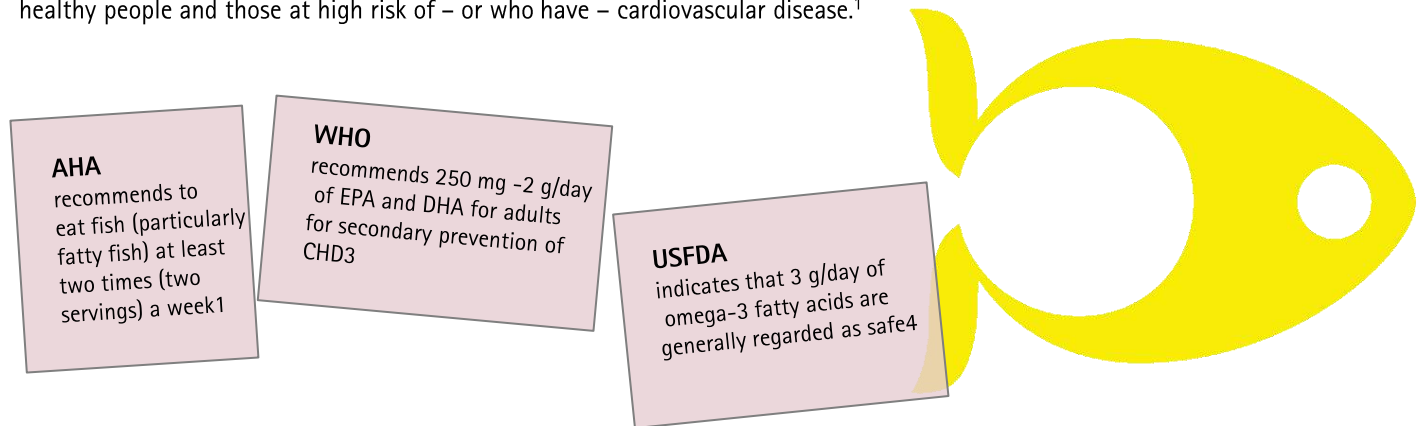 healthy people and those at high risk of – or who have – cardiovascular disease.¹
AHA
recommends to
eat fish (particularly
fatty fish) at least
two times (two
servings) a week1
WHO
recommends 250 mg -2 g/day
of EPA and DHA for adults
for secondary prevention of
CHD3
USFDA
indicates that 3 g/day of
omega-3 fatty acids are
generally regarded as safe4